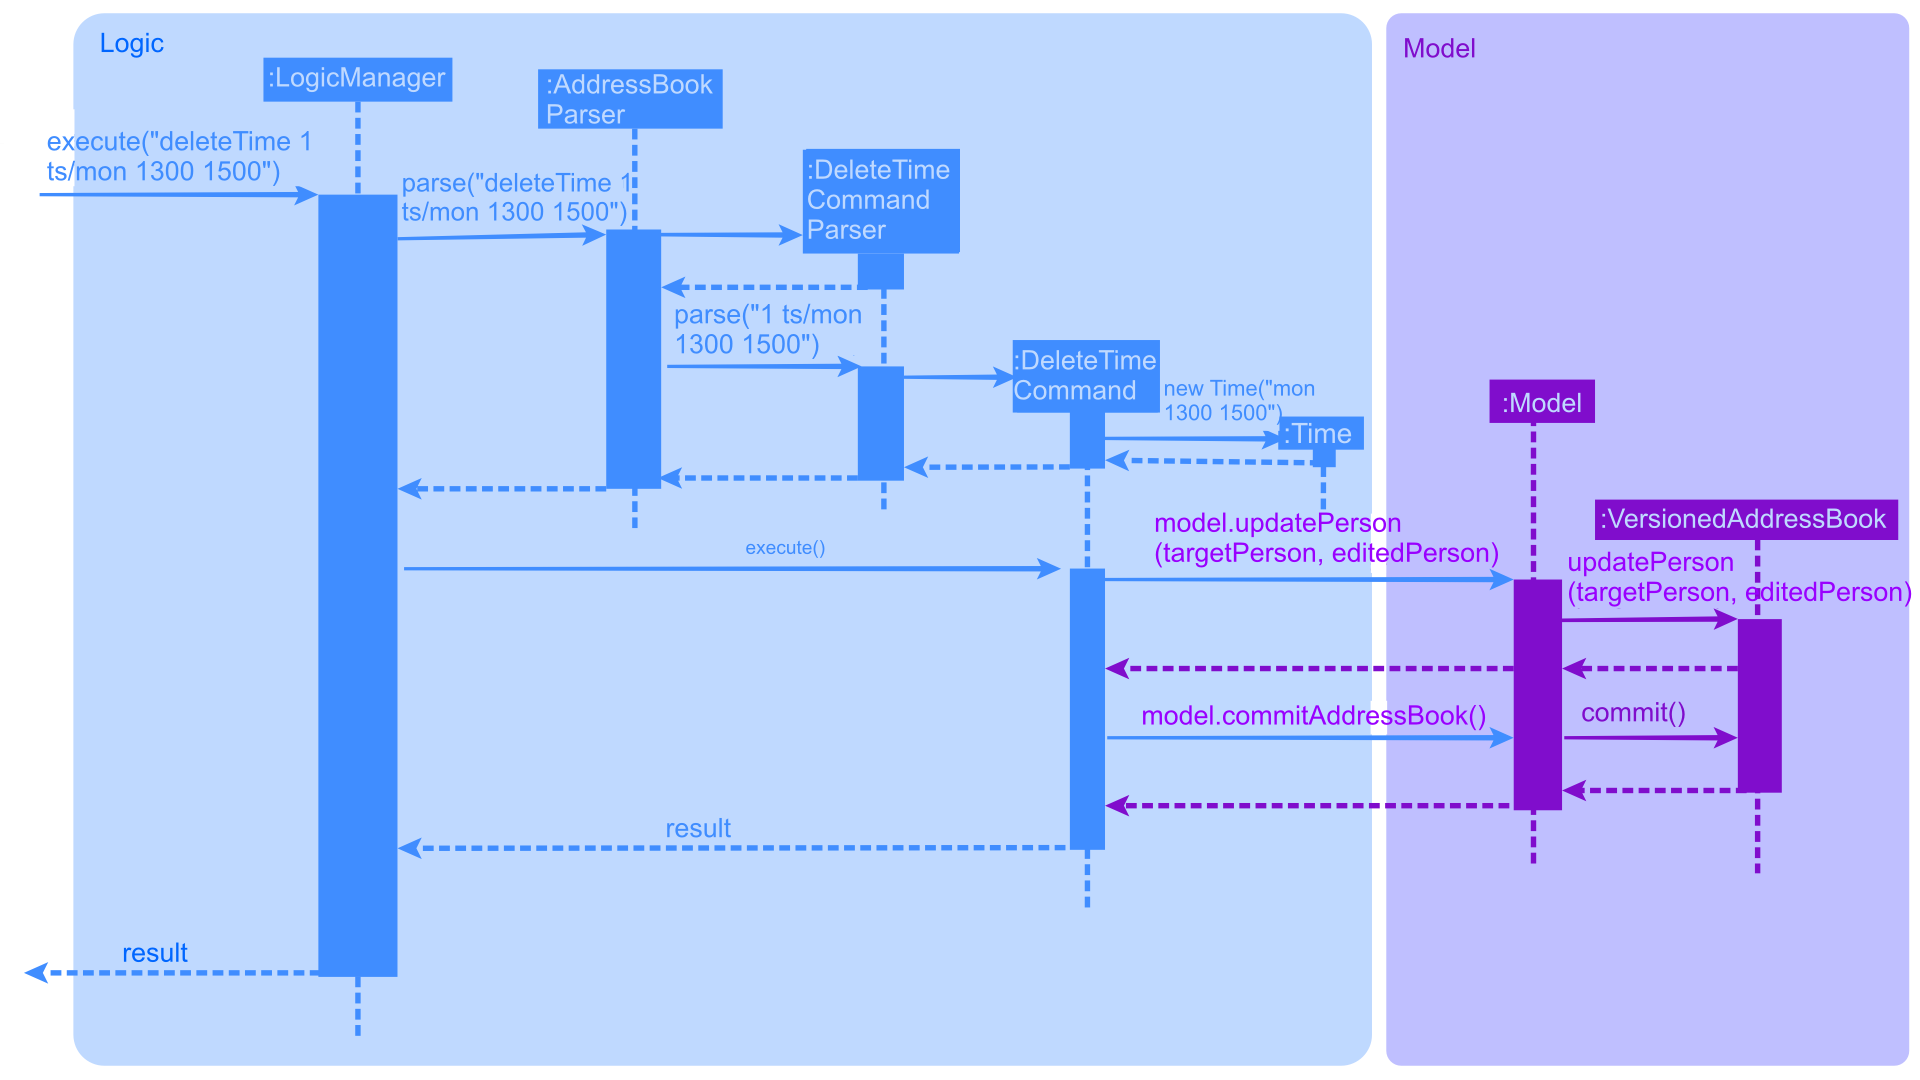 Logic
Model
:LogicManager
:AddressBook
Parser
execute("deleteTime 1
ts/mon 1300 1500")
parse("deleteTime 1
ts/mon 1300 1500")
:DeleteTime
Command
Parser
parse("1 ts/mon
1300 1500")
:DeleteTime
Command
new Time("mon
1300 1500")
:Time
:Model
:VersionedAddressBook
execute()
model.updatePerson
(targetPerson, editedPerson)
updatePerson
(targetPerson, editedPerson)
model.commitAddressBook()
commit()
result
result